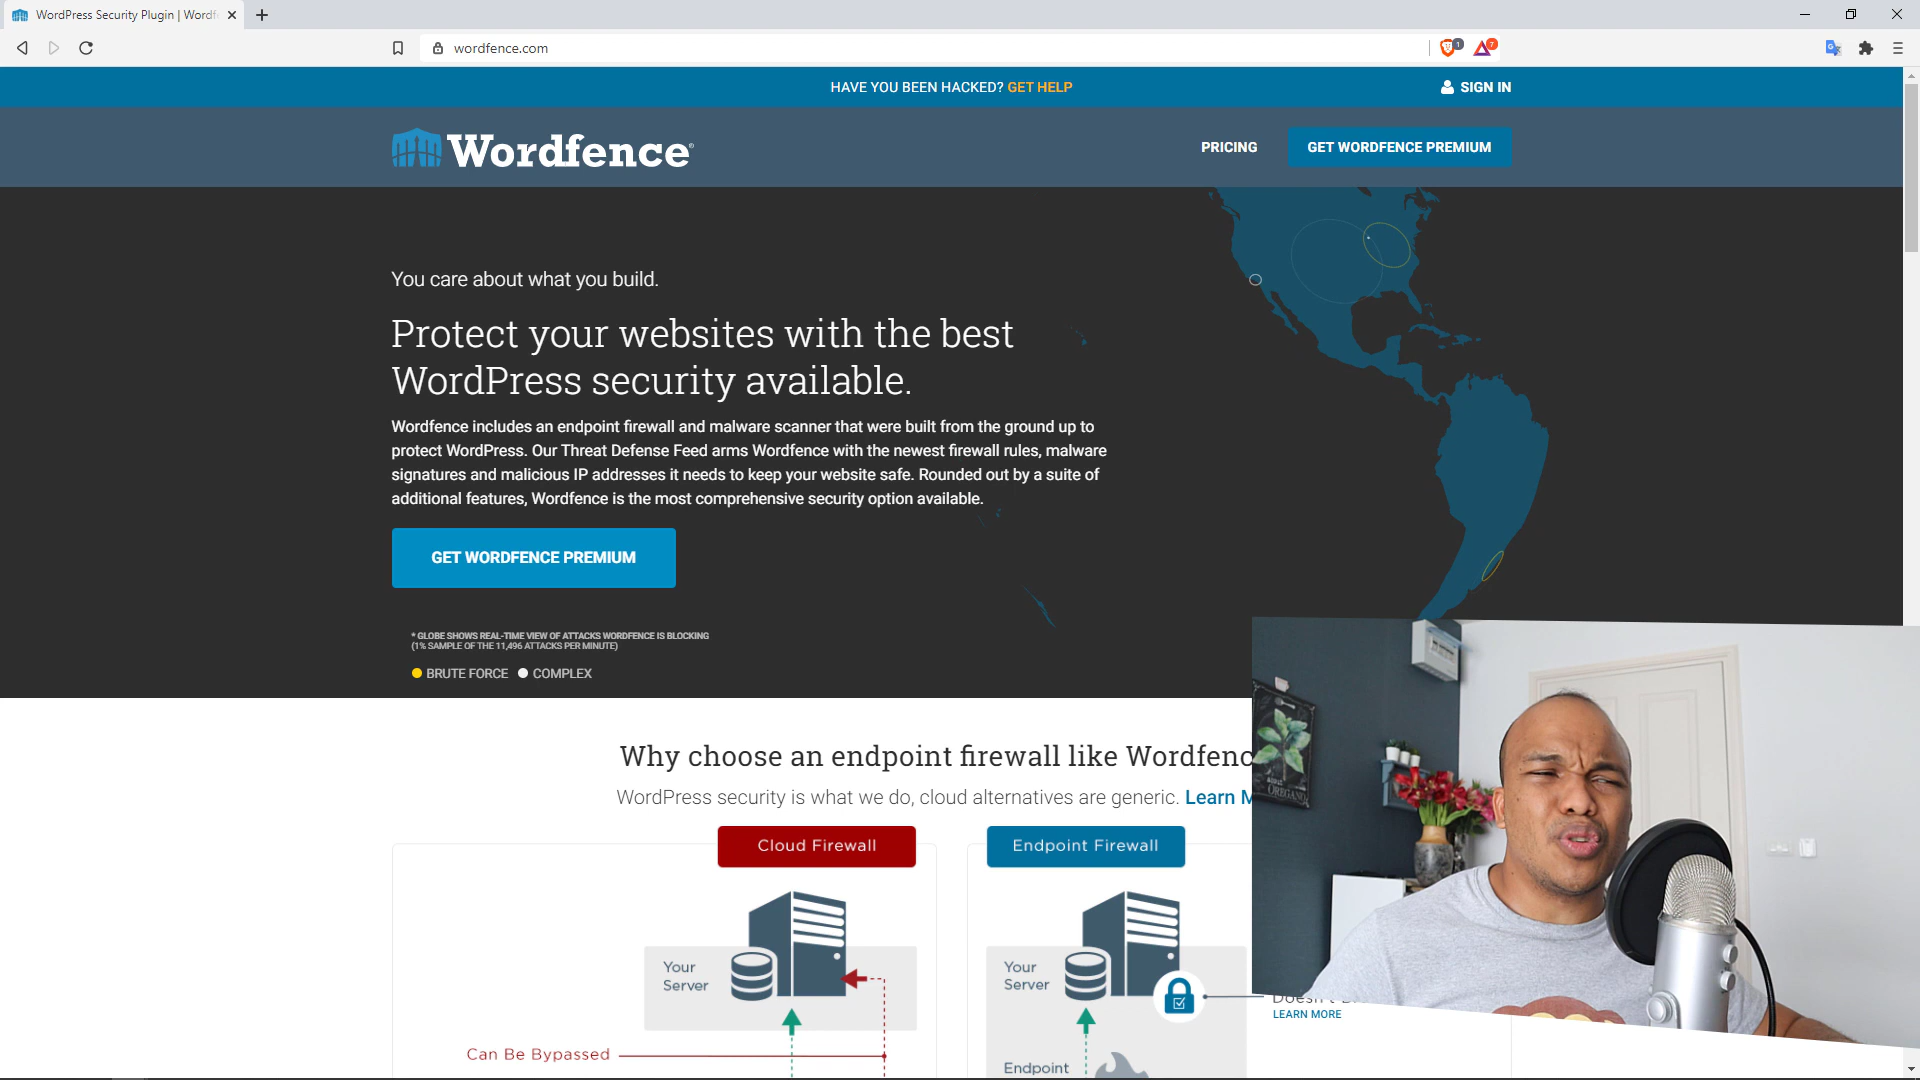 WordPress Security Plugin | Wordf
wordfence.com
1
7
HAVE YOU BEEN HACKED? GET HELP
SIGN IN
Wordfence®
PRICING
GET WORDFENCE PREMIUM
You care about what you build.
Protect your websites with the best
WordPress security available.
Wordfence includes an endpoint firewall and malware scanner that were built from the ground up to
protect WordPress. Our Threat Defense Feed arms Wordfence with the newest firewall rules, malware
signatures and malicious IP addresses it needs to keep your website safe. Rounded out by a suite of
additional features, Wordfence is the most comprehensive security option available.
GET WORDFENCE PREMIUM
* GLOBE SHOWS REAL-TIME VIEW OF ATTACKS WORDFENCE IS BLOCKING
(1% SAMPLE OF THE 11,496 ATTACKS PER MINUTE)
BRUTE FORCE COMPLEX
Why choose an endpoint firewall like Wordfenc
WordPress security is what we do, cloud alternatives are generic. Learn M
Cloud Firewall
Endpoint Firewall
Your
Server
Your
Server
LEARN MORE
Can Be Bypassed
Endpoint
OREGANO